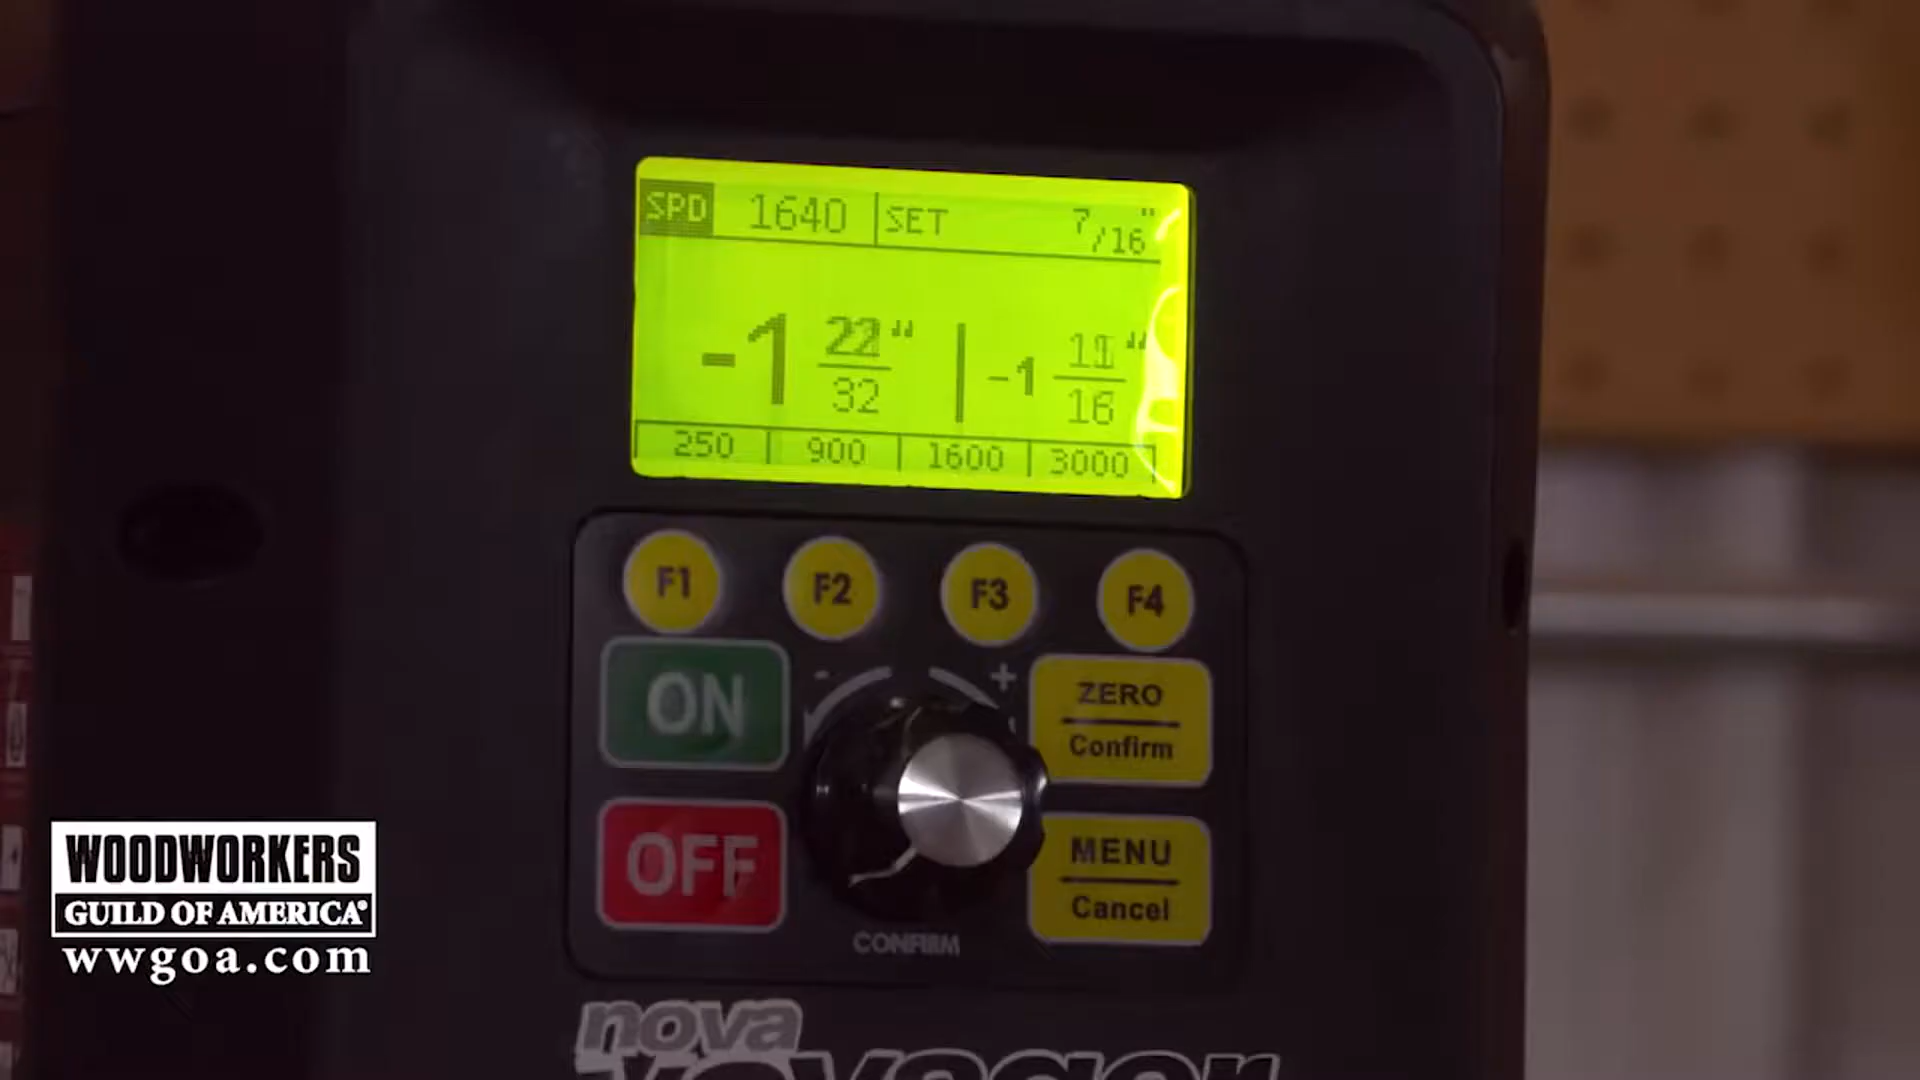 SPD 1640 SET 7/16"
-1 22/32" -1 11/16"
250 900 1600 3000
F1 F2 F3 F4
ON
ZERO
Confirm
OFF
MENU
Cancel
CONFIRM
nova
voyager
WOODWORKERS
GUILD OF AMERICA®
wwgoa.com